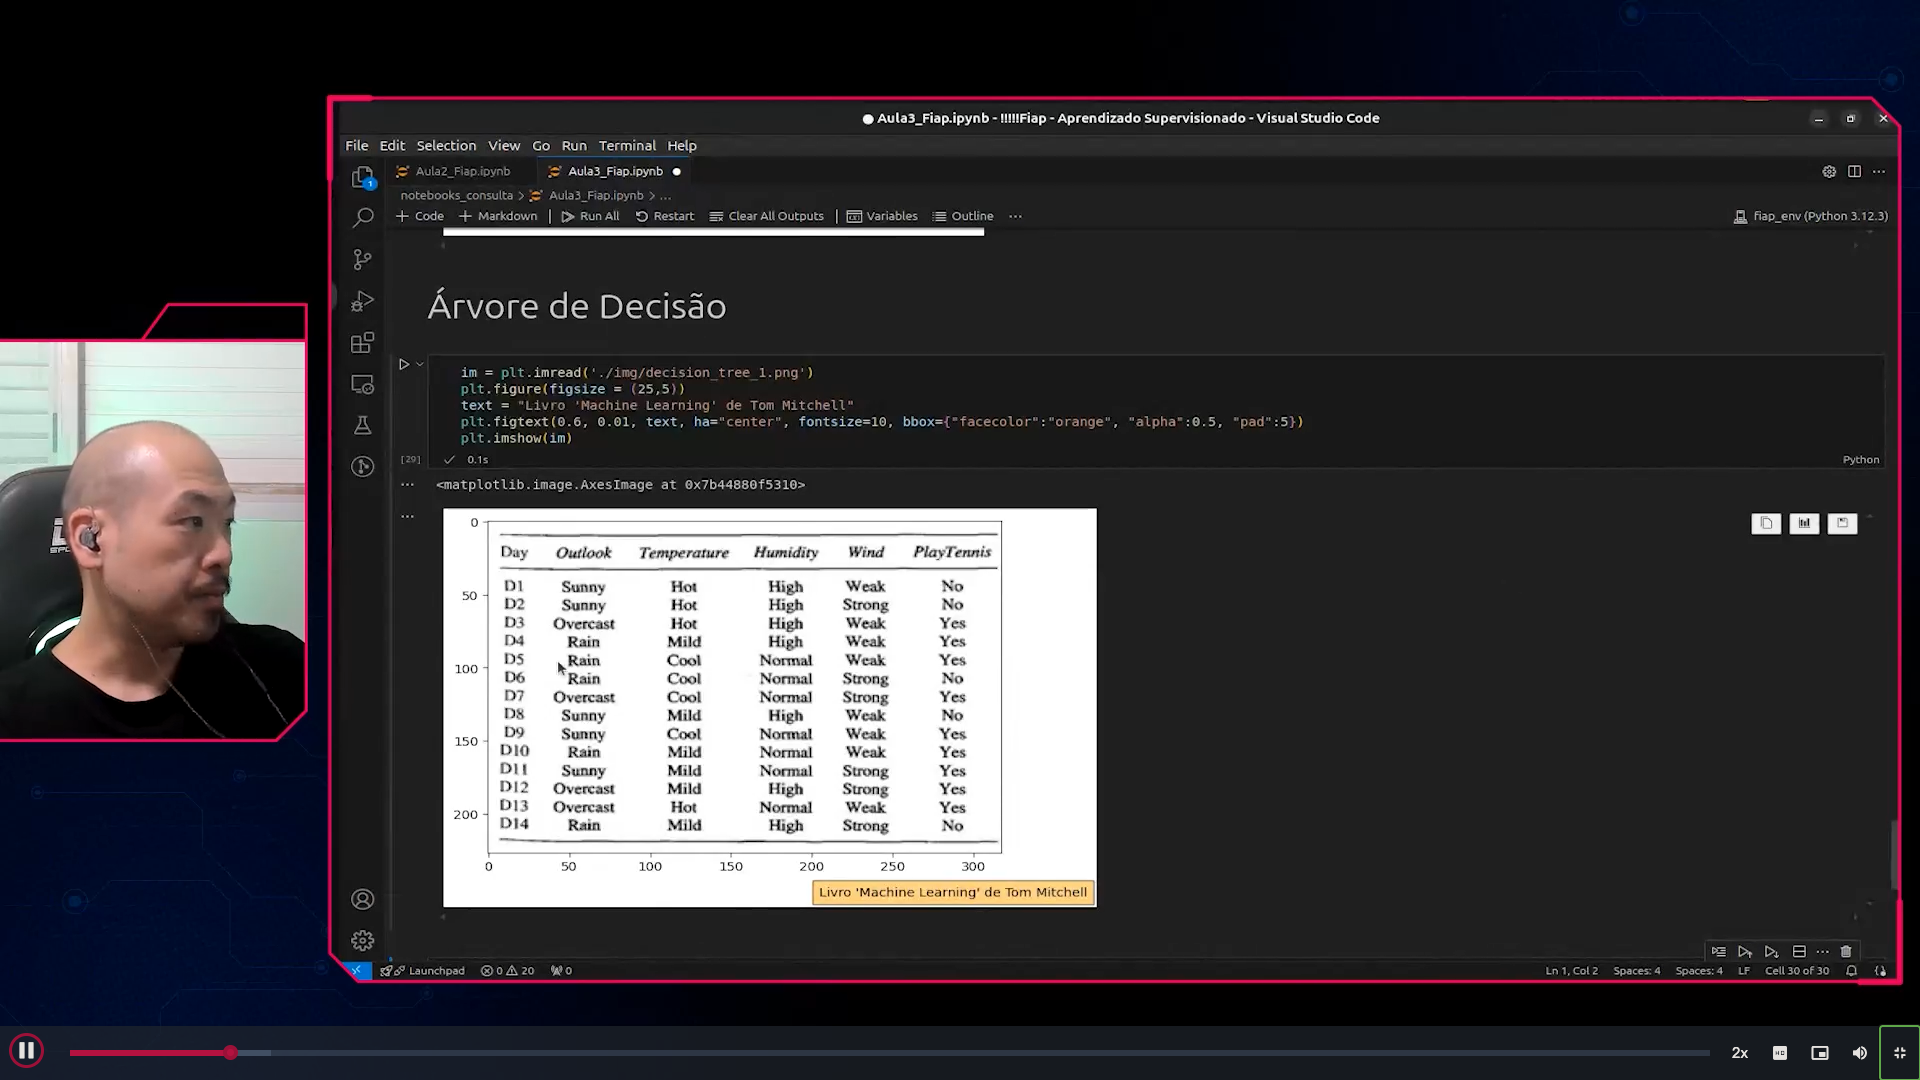 Aula3_Fiap.ipynb - !!!!!Fiap - Aprendizado Supervisionado - Visual Studio Code
File Edit Selection View Go Run Terminal Help
Aula2_Fiap.ipynb Aula3_Fiap.ipynb
notebooks_consulta > Aula3_Fiap.ipynb > ...
+ Code + Markdown | Run All Restart Clear All Outputs | Variables Outline ... fiap_env (Python 3.12.3)
1
Árvore de Decisão
im = plt.imread('./img/decision_tree_1.png')
plt.figure(figsize = (25,5))
text = "Livro 'Machine Learning' de Tom Mitchell"
plt.figtext(0.6, 0.01, text, ha="center", fontsize=10, bbox={"facecolor":"orange", "alpha":0.5, "pad":5})
plt.imshow(im)
[29] 0.1s Python
<matplotlib.image.AxesImage at 0x7b44880f5310>
Day Outlook Temperature Humidity Wind PlayTennis
D1 Sunny Hot High Weak No
D2 Sunny Hot High Strong No
D3 Overcast Hot High Weak Yes
D4 Rain Mild High Weak Yes
D5 Rain Cool Normal Weak Yes
D6 Rain Cool Normal Strong No
D7 Overcast Cool Normal Strong Yes
D8 Sunny Mild High Weak No
D9 Sunny Cool Normal Weak Yes
D10 Rain Mild Normal Weak Yes
D11 Sunny Mild Normal Strong Yes
D12 Overcast Mild High Strong Yes
D13 Overcast Hot Normal Weak Yes
D14 Rain Mild High Strong No
0
50
100
150
200
0 50 100 150 200 250 300
Livro 'Machine Learning' de Tom Mitchell
Launchpad 0 20 0 Ln 1, Col 2 Spaces: 4 Spaces: 4 LF Cell 30 of 30
2x